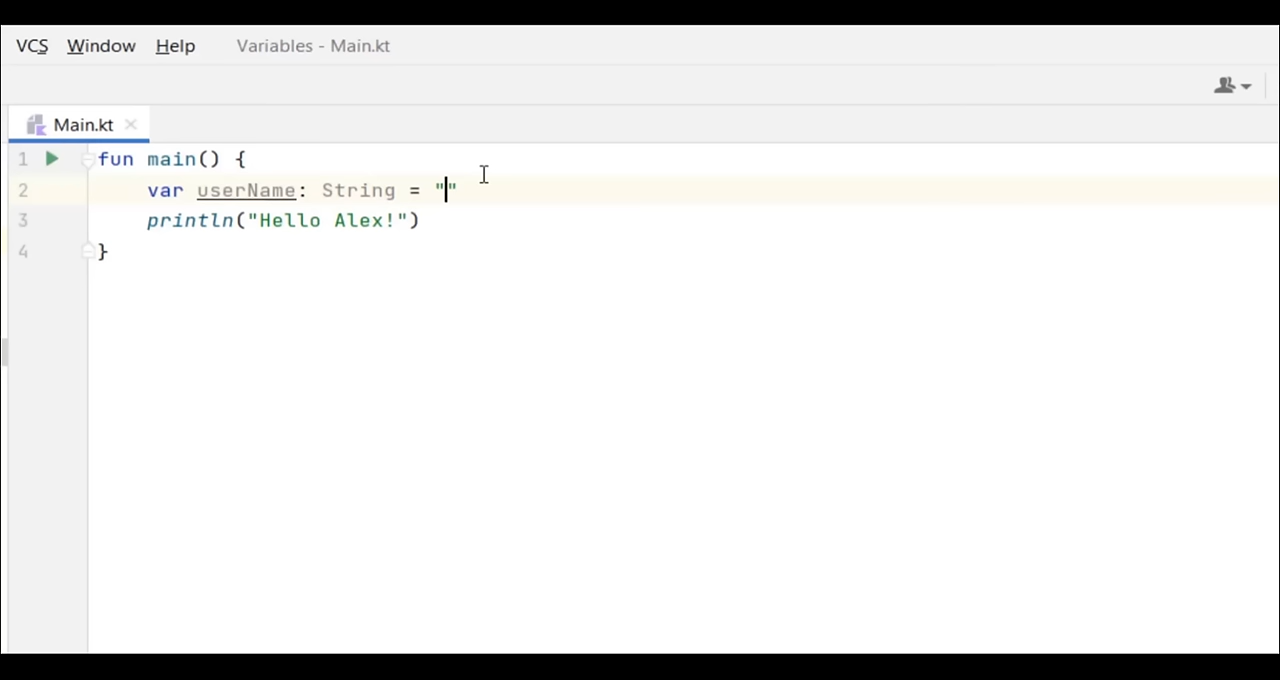 VCS Window Help Variables - Main.kt
Main.kt
1 fun main() {
2 var userName: String = ""
3 println("Hello Alex!")
4 }